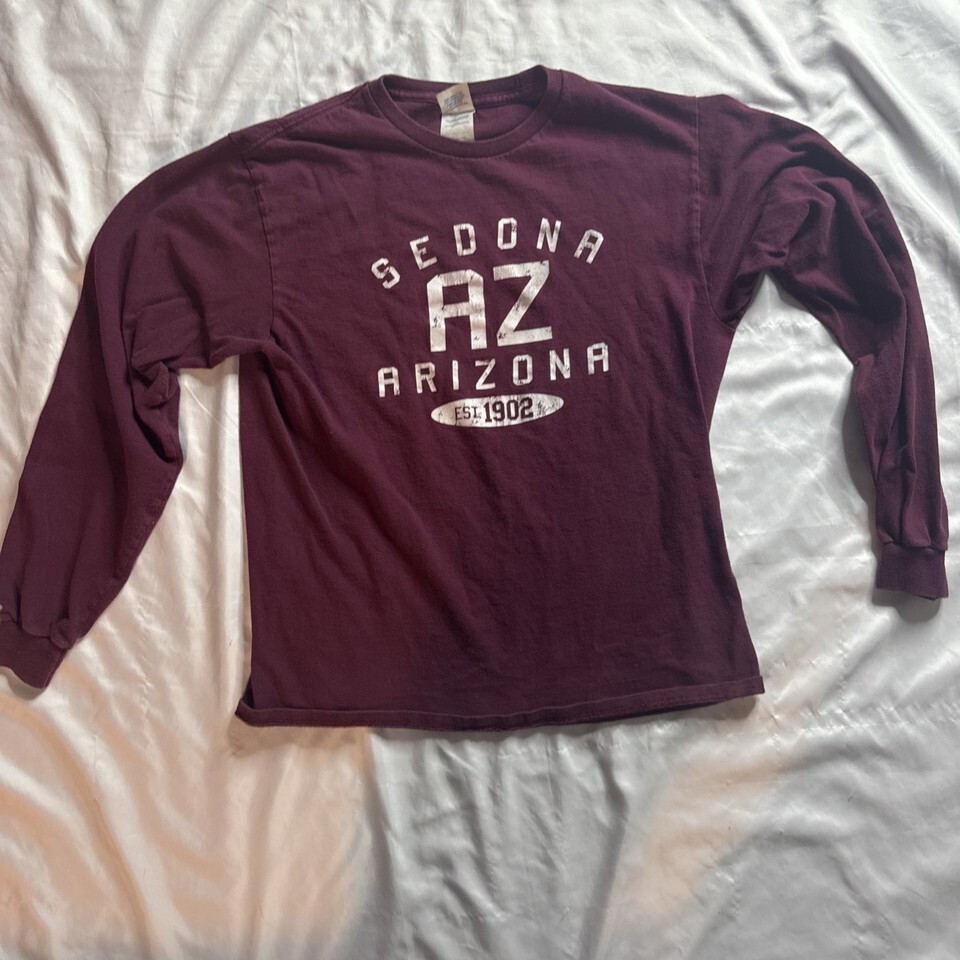 SEDONA
AZ
ARIZONA
EST. 1902